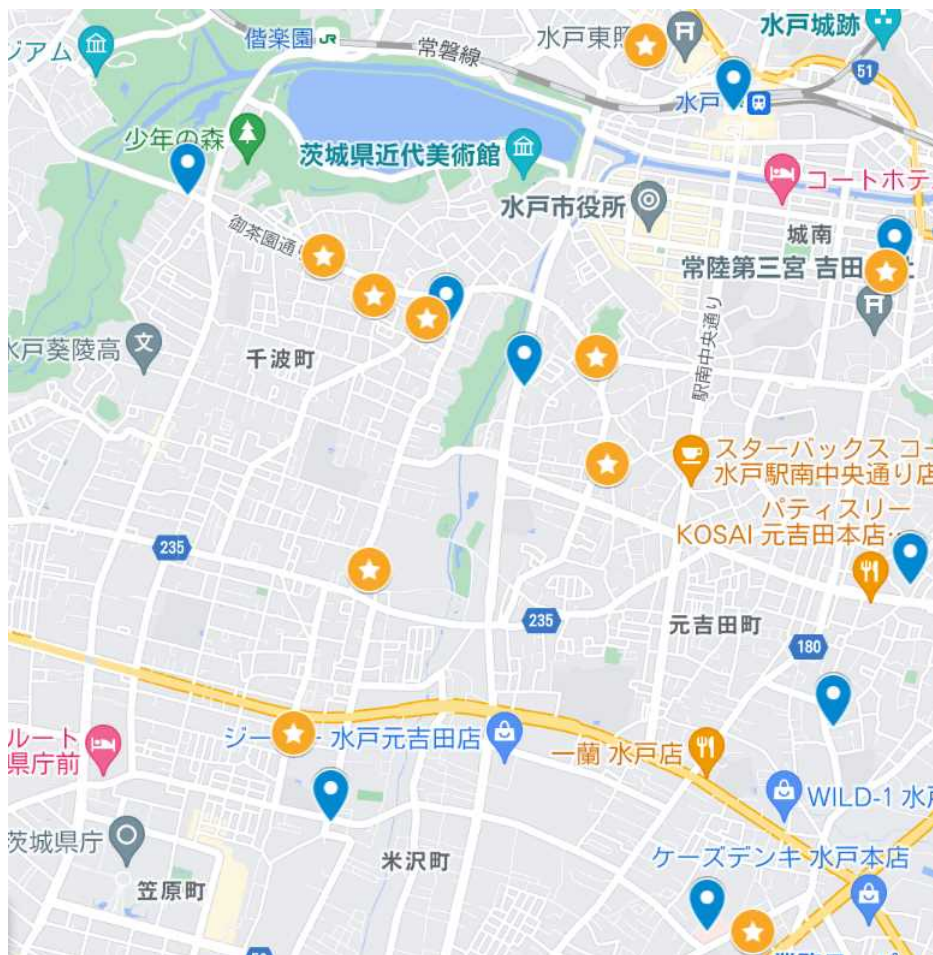 偕楽園
JR
常磐線
水戸東照
水戸城跡
ジアム
51
水戸
少年の森
茨城県近代美術館
コートホテ
水戸市役所
御茶園通り
城南
常陸第三宮 吉田
水戸葵陵高
文
千波町
駅南中央通り
スターバックス コー
水戸駅南中央通り店
パティスリー
KOSAI 元吉田本店…
235
235
元吉田町
180
ルート
県庁前
水戸元吉田店
一蘭 水戸店
WILD-1 水戸
茨城県庁
米沢町
ケーズデンキ 水戸本店
笠原町